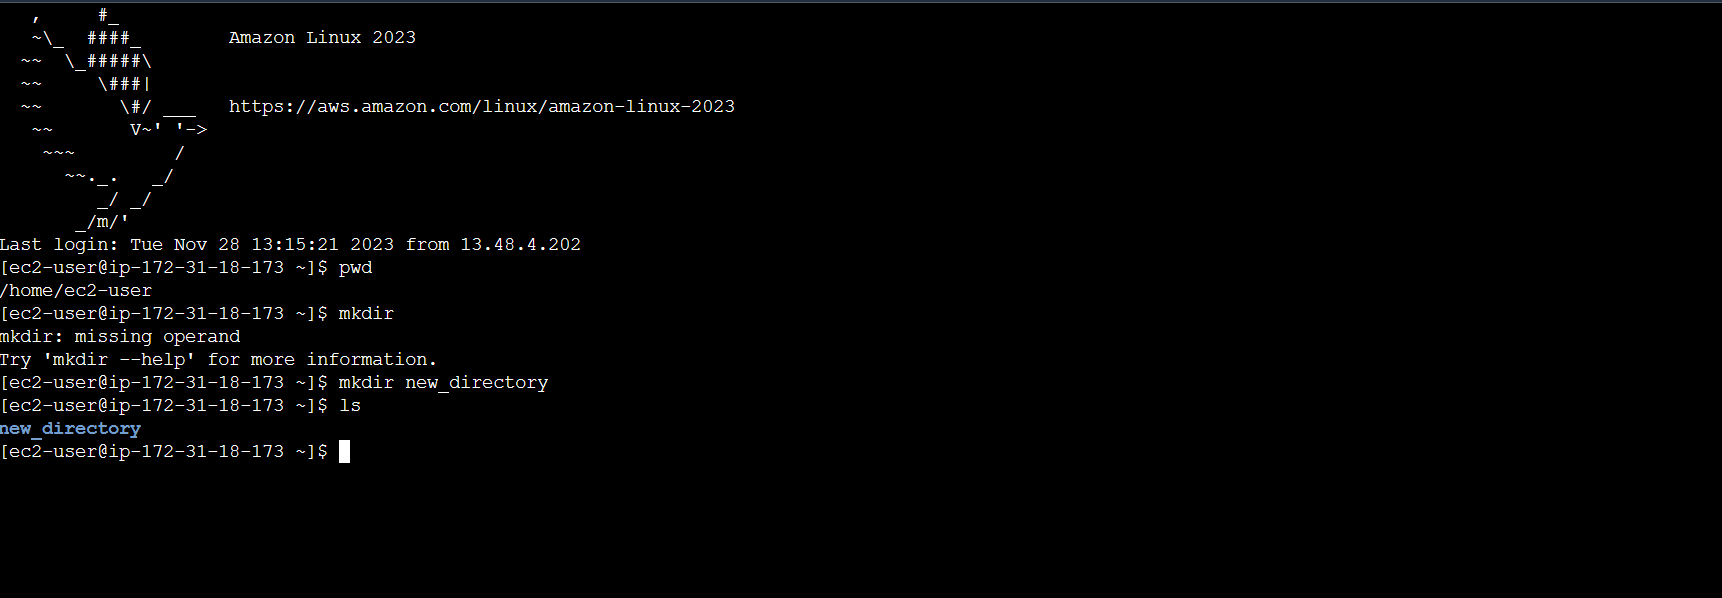 ,     #_
   ~\_  ####_        Amazon Linux 2023
  ~~  \_#####\
  ~~     \###|
  ~~       \#/ ___   https://aws.amazon.com/linux/amazon-linux-2023
   ~~       V~' '->
    ~~~         /
      ~~._.   _/
         _/ _/
       _/m/'
Last login: Tue Nov 28 13:15:21 2023 from 13.48.4.202
[ec2-user@ip-172-31-18-173 ~]$ pwd
/home/ec2-user
[ec2-user@ip-172-31-18-173 ~]$ mkdir
mkdir: missing operand
Try 'mkdir --help' for more information.
[ec2-user@ip-172-31-18-173 ~]$ mkdir new_directory
[ec2-user@ip-172-31-18-173 ~]$ ls
new_directory
[ec2-user@ip-172-31-18-173 ~]$